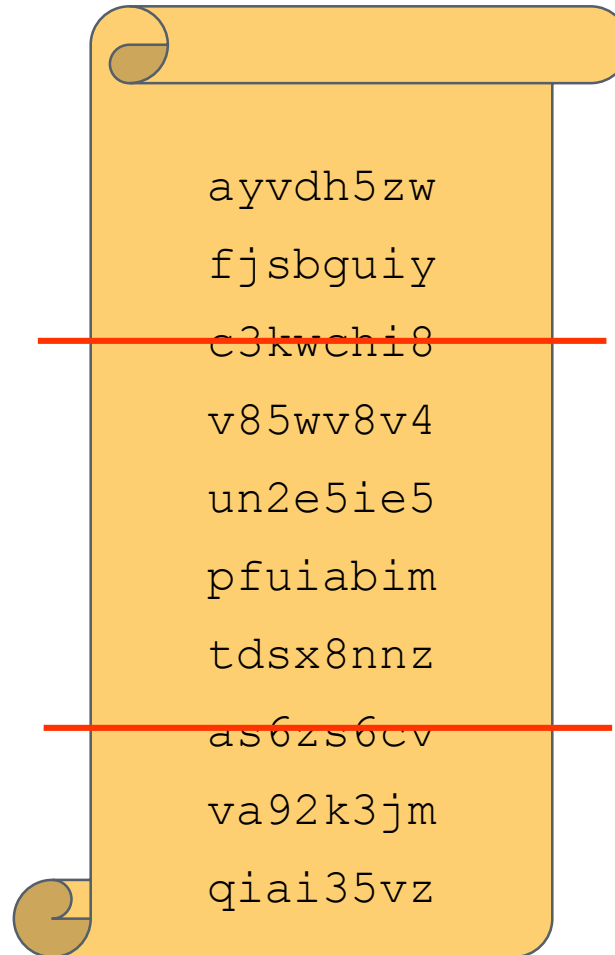 ayvdh5zw
fjsbguiy
c3kwchi8
v85wv8v4
un2e5ie5
pfuiabim
tdsx8nnz
as6zs6cv
va92k3jm
qiai35vz